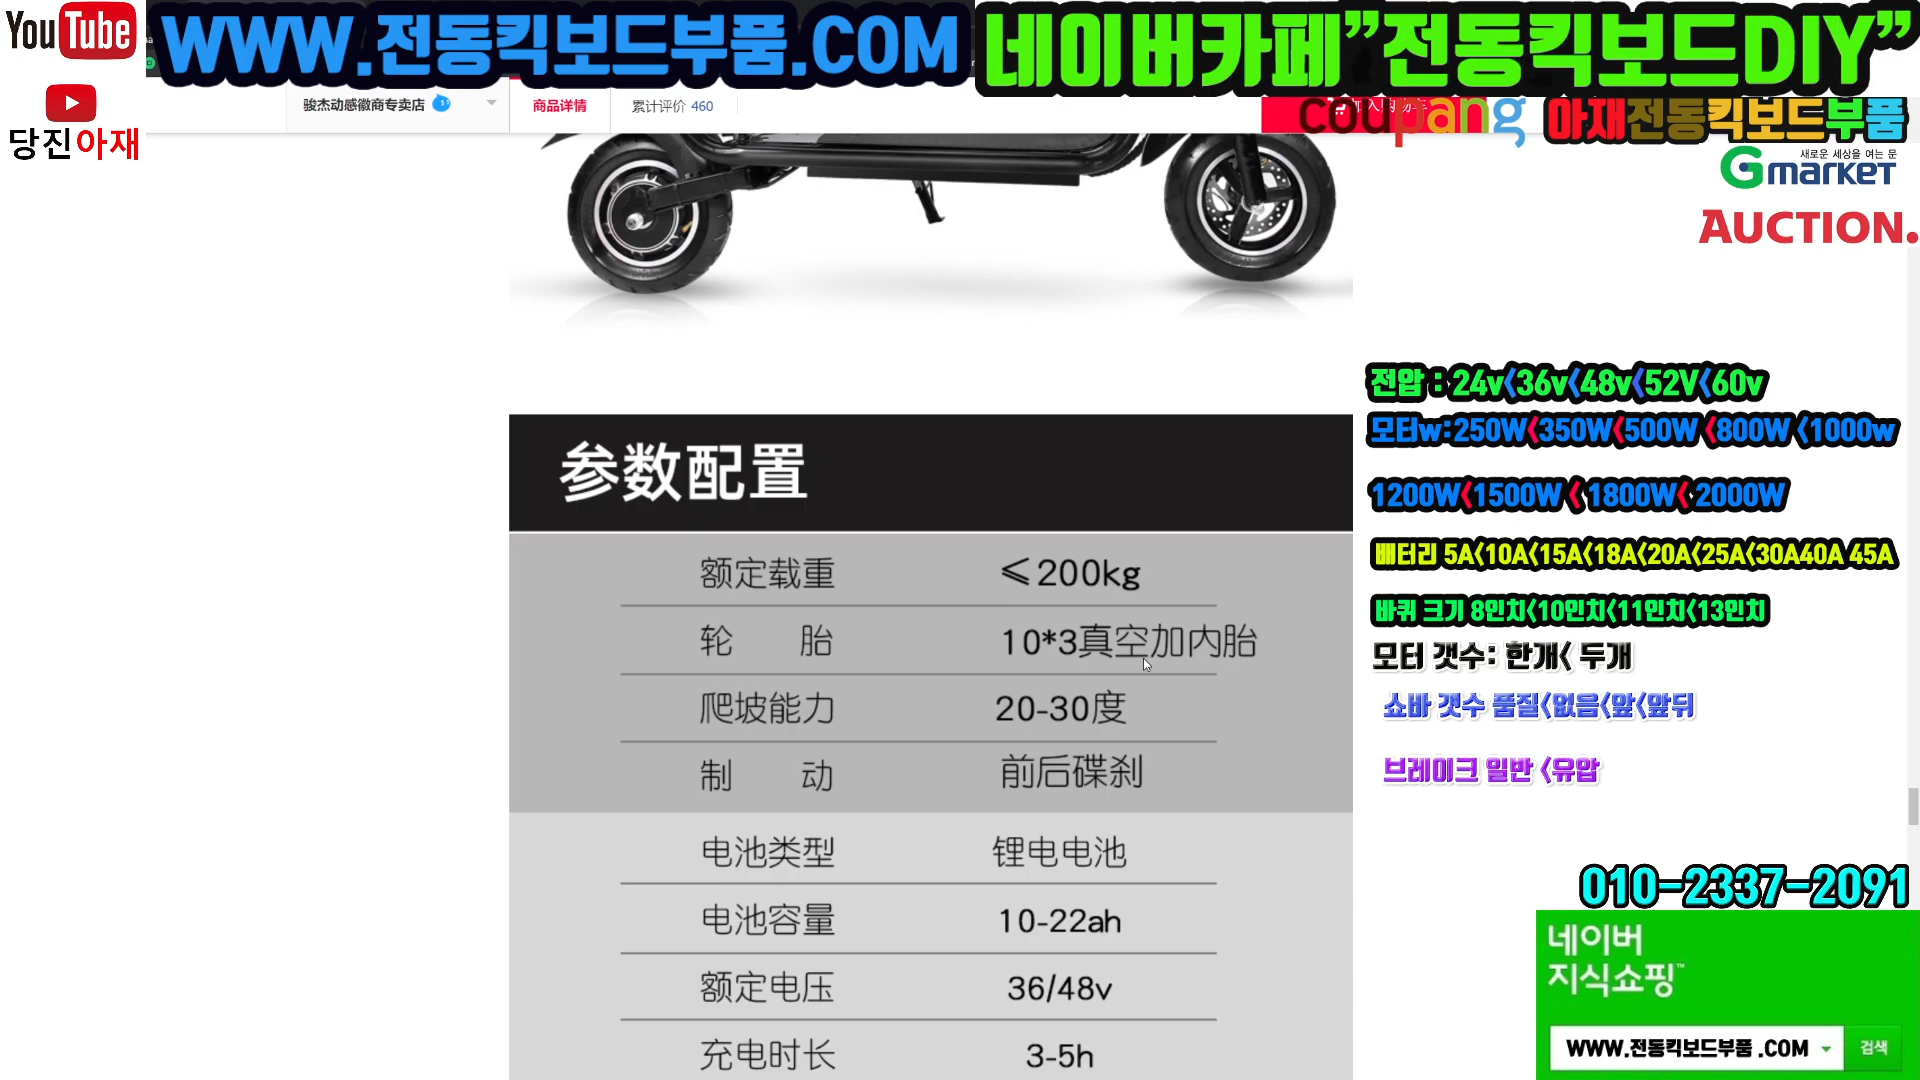 YouTube
WWW.전동킥보드부품.COM
네이버카페”전동킥보드DIY”
당진아재
骏杰动感徽商专卖店
商品详情
累计评价 460
coupang
아재전동킥보드부품
새로운 세상을 여는 문
Gmarket
AUCTION.
전압 : 24v<36v<48v<52V<60v
모터w:250W<350W<500W <800W <1000w
1200W<1500W < 1800W< 2000W
배터리 5A<10A<15A<18A<20A<25A<30A40A 45A
바퀴 크기 8인치<10인치<11인치<13인치
모터 갯수: 한개< 두개
쇼바 갯수 품질<없음<앞<앞뒤
브레이크 일반 <유압
参数配置
额定载重 ≤200kg
轮 胎 10*3真空加内胎
爬坡能力 20-30度
制 动 前后碟刹
电池类型 锂电电池
电池容量 10-22ah
额定电压 36/48v
充电时长 3-5h
010-2337-2091
네이버
지식쇼핑™
WWW.전동킥보드부품 .COM
검색